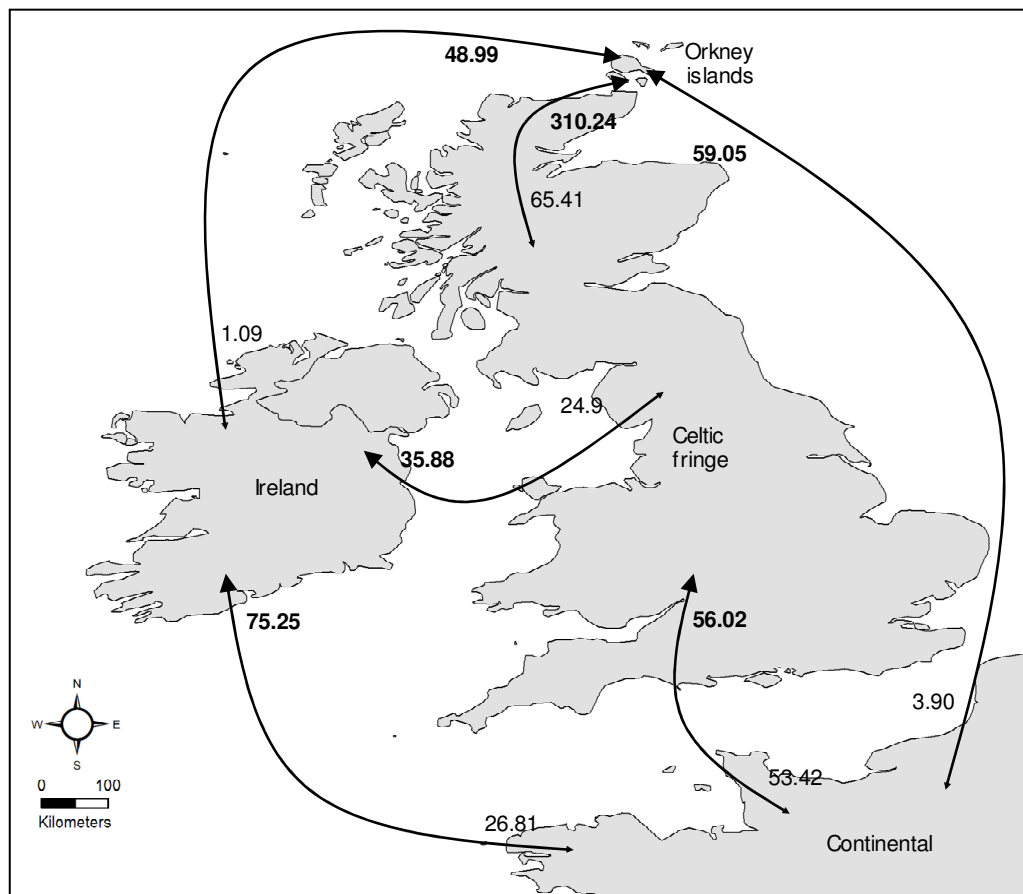 48.99
Orkney
islands
310.24
59.05
65.41
1.09
24.9
35.88
Celtic
fringe
Ireland
75.25
56.02
N
W E
S
3.90
0 100
Kilometers
53.42
26.81
Continental